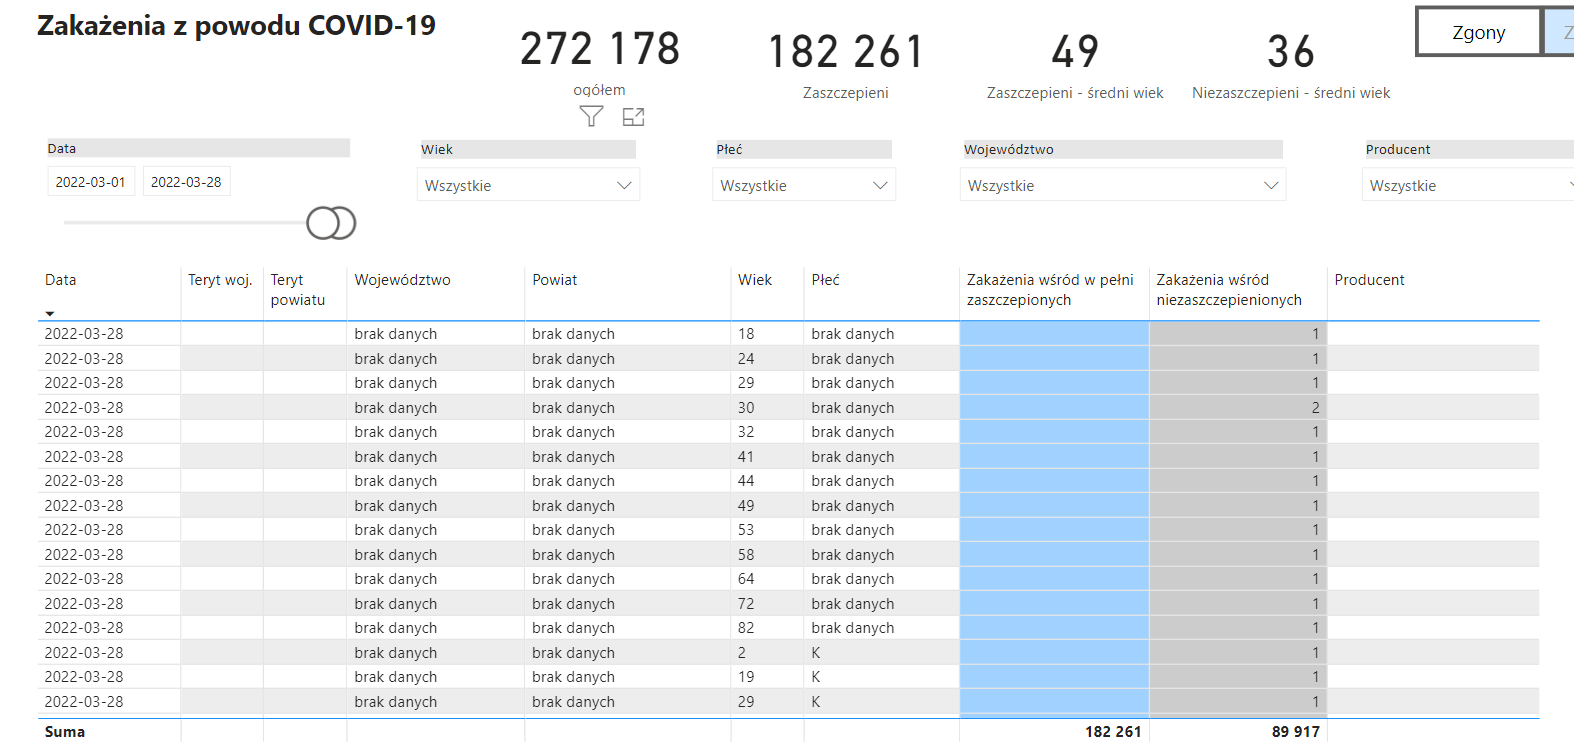 Zakażenia z powodu COVID-19
272 178
ogółem
182 261
Zaszczepieni
49
Zaszczepieni - średni wiek
36
Niezaszczepieni - średni wiek
Zgony
Z
Data
2022-03-01 2022-03-28
Wiek
Wszystkie
Płeć
Wszystkie
Województwo
Wszystkie
Producent
Wszystkie
Data Teryt woj. Teryt powiatu Województwo Powiat Wiek Płeć Zakażenia wśród w pełni zaszczepionych Zakażenia wśród niezaszczepienionych Producent
2022-03-28 brak danych brak danych 18 brak danych 1
2022-03-28 brak danych brak danych 24 brak danych 1
2022-03-28 brak danych brak danych 29 brak danych 1
2022-03-28 brak danych brak danych 30 brak danych 2
2022-03-28 brak danych brak danych 32 brak danych 1
2022-03-28 brak danych brak danych 41 brak danych 1
2022-03-28 brak danych brak danych 44 brak danych 1
2022-03-28 brak danych brak danych 49 brak danych 1
2022-03-28 brak danych brak danych 53 brak danych 1
2022-03-28 brak danych brak danych 58 brak danych 1
2022-03-28 brak danych brak danych 64 brak danych 1
2022-03-28 brak danych brak danych 72 brak danych 1
2022-03-28 brak danych brak danych 82 brak danych 1
2022-03-28 brak danych brak danych 2 K 1
2022-03-28 brak danych brak danych 19 K 1
2022-03-28 brak danych brak danych 29 K 1
Suma 182 261 89 917